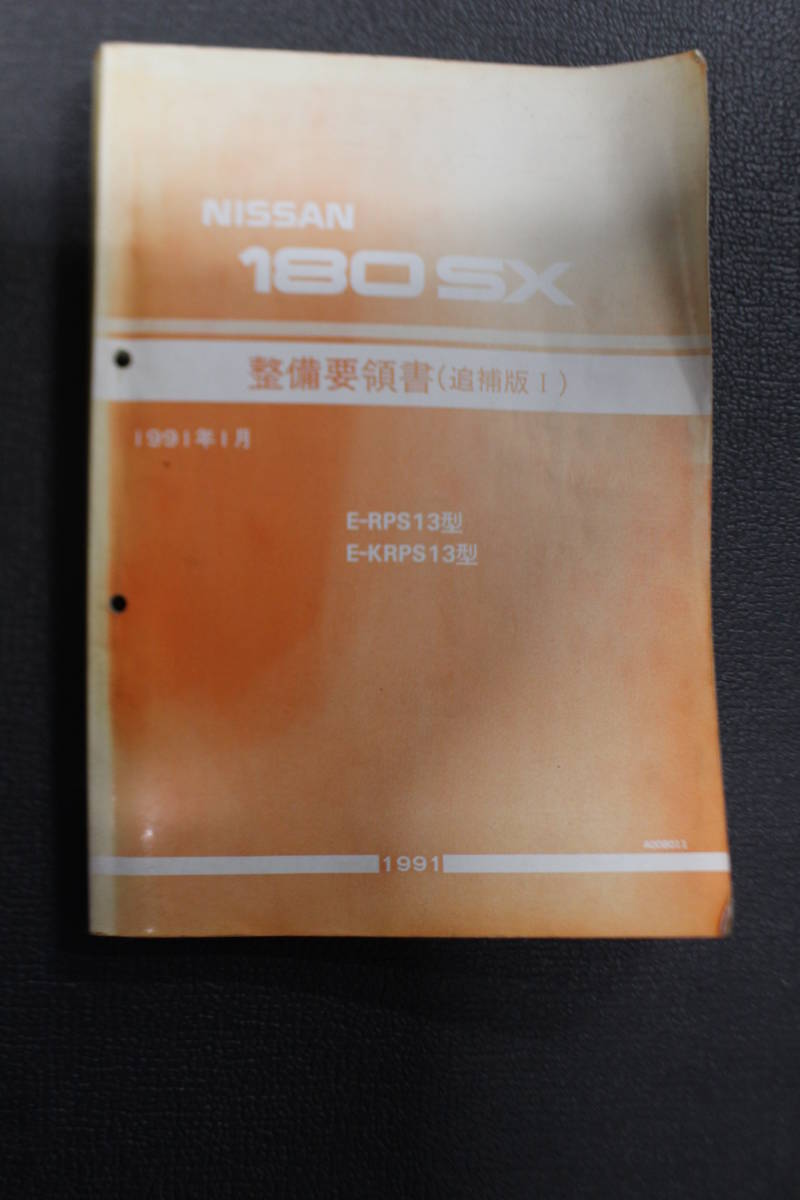 NISSAN
180SX
整備要領書(追補版Ⅰ)
1991年1月
E-RPS13型
E-KRPS13型
A008011
1991